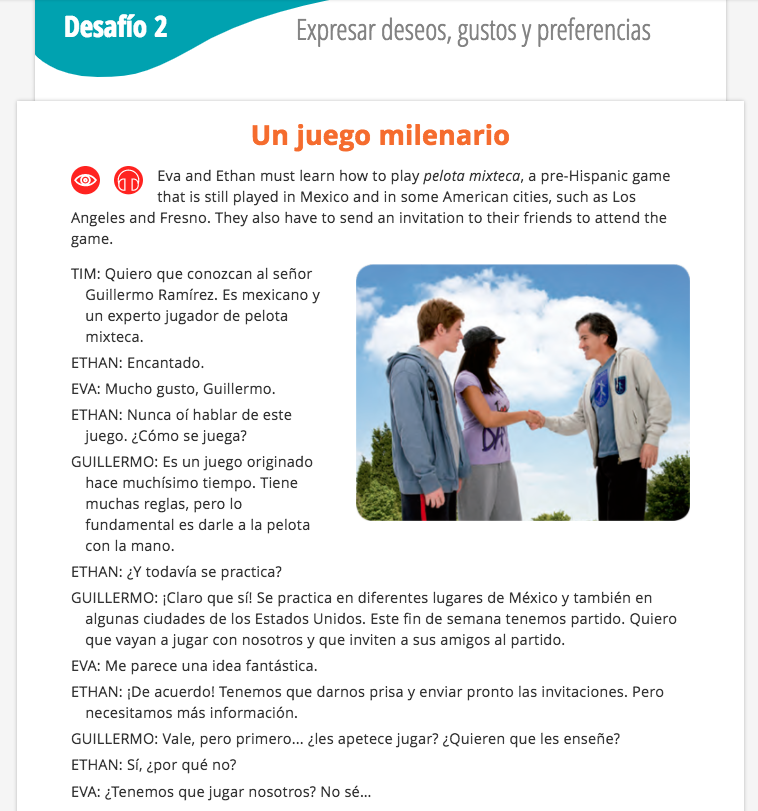 Desafío 2
Expresar deseos, gustos y preferencias
Un juego milenario
Eva and Ethan must learn how to play pelota mixteca, a pre-Hispanic game
that is still played in Mexico and in some American cities, such as Los
Angeles and Fresno. They also have to send an invitation to their friends to attend the
game.
TIM: Quiero que conozcan al señor
Guillermo Ramírez. Es mexicano y
un experto jugador de pelota
mixteca.
ETHAN: Encantado.
EVA: Mucho gusto, Guillermo.
ETHAN: Nunca oí hablar de este
juego. ¿Cómo se juega?
GUILLERMO: Es un juego originado
hace muchísimo tiempo. Tiene
muchas reglas, pero lo
fundamental es darle a la pelota
con la mano.
ETHAN: ¿Y todavía se practica?
GUILLERMO: ¡Claro que sí! Se practica en diferentes lugares de México y también en
algunas ciudades de los Estados Unidos. Este fin de semana tenemos partido. Quiero
que vayan a jugar con nosotros y que inviten a sus amigos al partido.
EVA: Me parece una idea fantástica.
ETHAN: ¡De acuerdo! Tenemos que darnos prisa y enviar pronto las invitaciones. Pero
necesitamos más información.
GUILLERMO: Vale, pero primero... ¿les apetece jugar? ¿Quieren que les enseñe?
ETHAN: Sí, ¿por qué no?
EVA: ¿Tenemos que jugar nosotros? No sé...